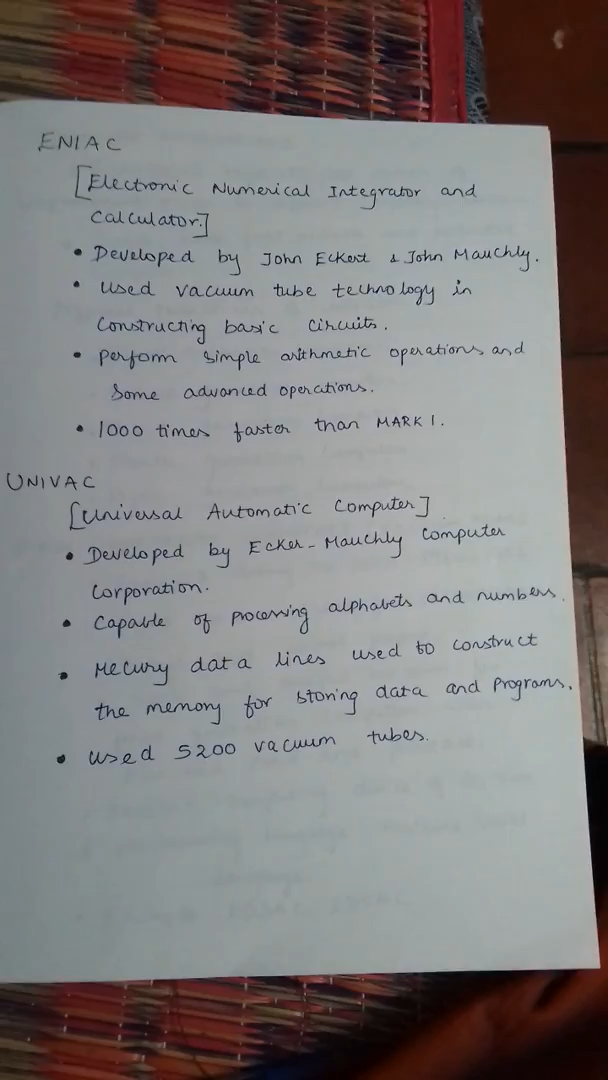 ENIAC
[Electronic Numerical Integrator and
Calculator.]
• Developed by John Eckert & John Mauchly.
• Used vacuum tube technology in
Constructing basic circuits.
• Perform simple arithmetic operations and
Some advanced operations.
• 1000 times faster than MARK I.
UNIVAC
[Universal Automatic Computer]
• Developed by Ecker-Mauchly Computer
Corporation.
• Capable of processing alphabets and numbers.
• Mecury data lines used to construct
the memory for storing data and Programs.
• Used 5200 vacuum tubes.